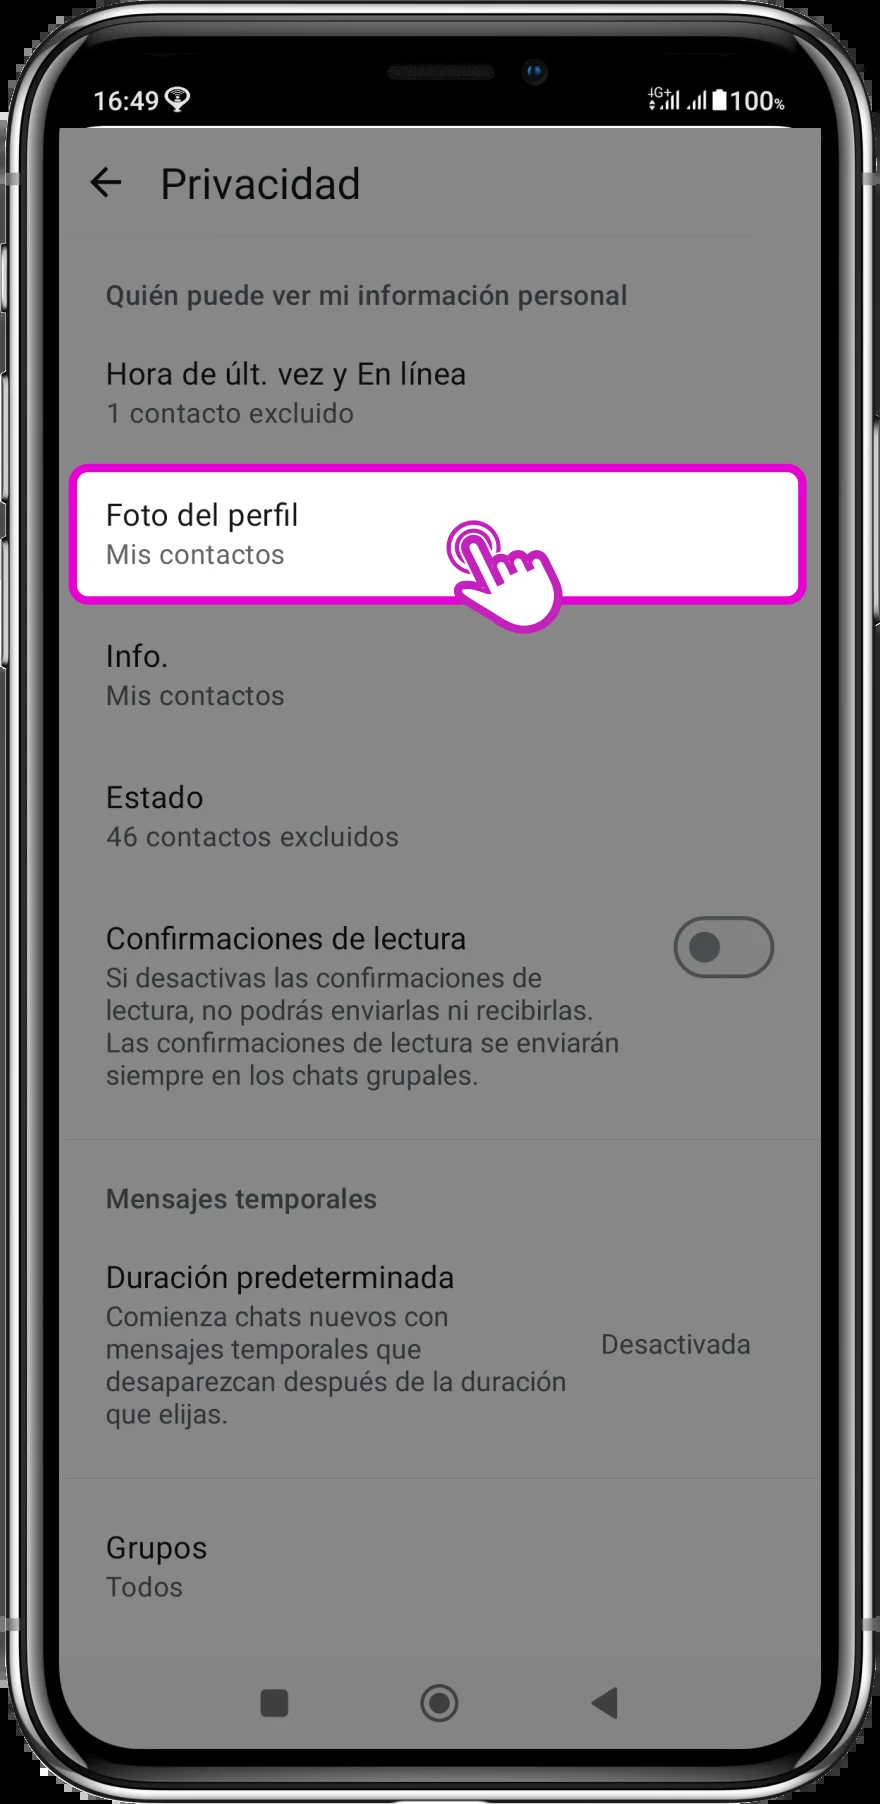 16:49 4G+ 100%
Privacidad
Quién puede ver mi información personal
Hora de últ. vez y En línea
1 contacto excluido
Foto del perfil
Mis contactos
Info.
Mis contactos
Estado
46 contactos excluidos
Confirmaciones de lectura
Si desactivas las confirmaciones de
lectura, no podrás enviarlas ni recibirlas.
Las confirmaciones de lectura se enviarán
siempre en los chats grupales.
Mensajes temporales
Duración predeterminada
Comienza chats nuevos con
mensajes temporales que
desaparezcan después de la duración
que elijas.
Desactivada
Grupos
Todos